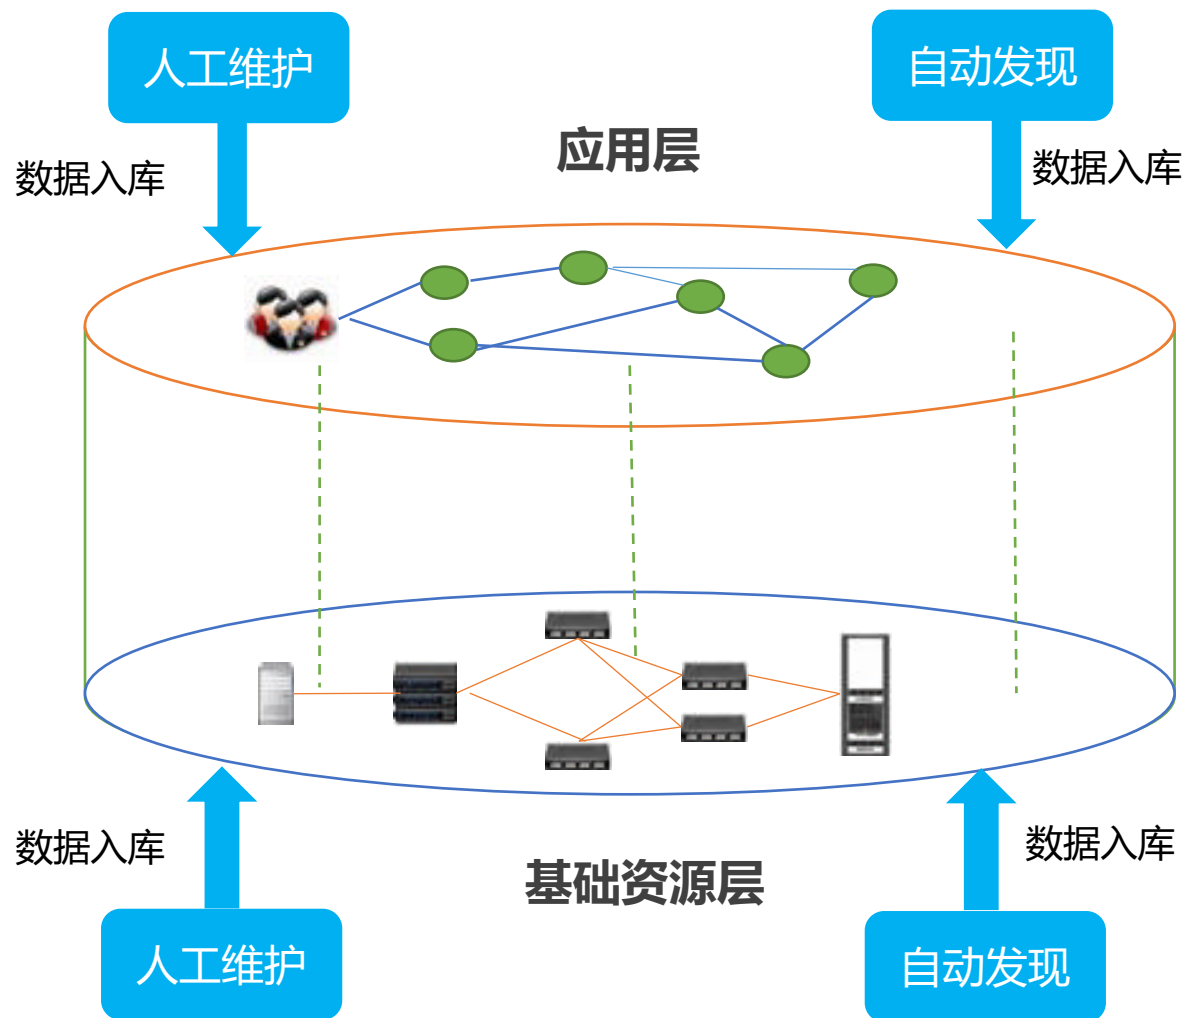 人工维护
自动发现
应用层
数据入库
数据入库
数据入库
数据入库
基础资源层
人工维护
自动发现